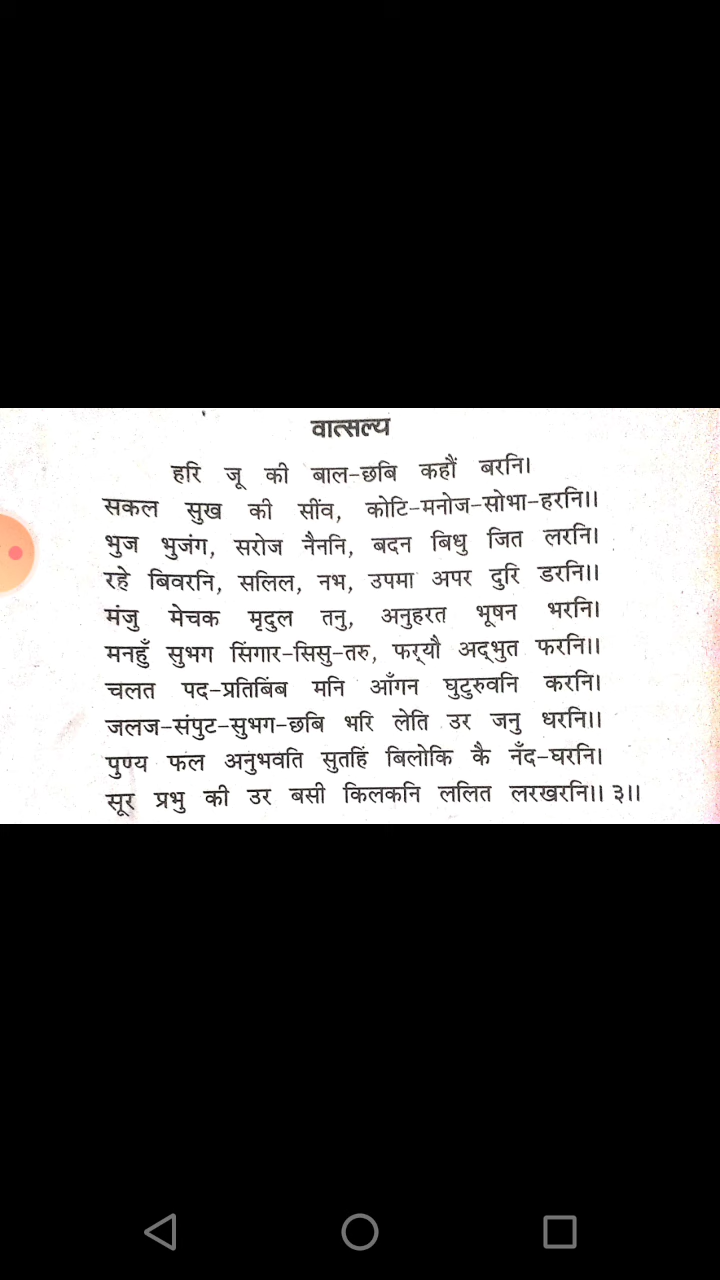 वात्सल्य
हरि जू की बाल-छबि कहौं बरनि।
सकल सुख की सींव, कोटि-मनोज-सोभा-हरनि।।
भुज भुजंग, सरोज नैननि, बदन बिधु जित लरनि।
रहे बिवरनि, सलिल, नभ, उपमा अपर दुरि डरनि।।
मंजु मेचक मृदुल तनु, अनुहरत भूषन भरनि।
मनहुँ सुभग सिंगार-सिसु-तरु, फर्‌यौ अद्‌भुत फरनि।।
चलत पद-प्रतिबिंब मनि आँगन घुटुरुवनि करनि।
जलज-संपुट-सुभग-छबि भरि लेति उर जनु धरनि।।
पुण्य फल अनुभवति सुतहिं बिलोकि कै नँद-घरनि।
सूर प्रभु की उर बसी किलकनि ललित लरखरनि।। ३।।